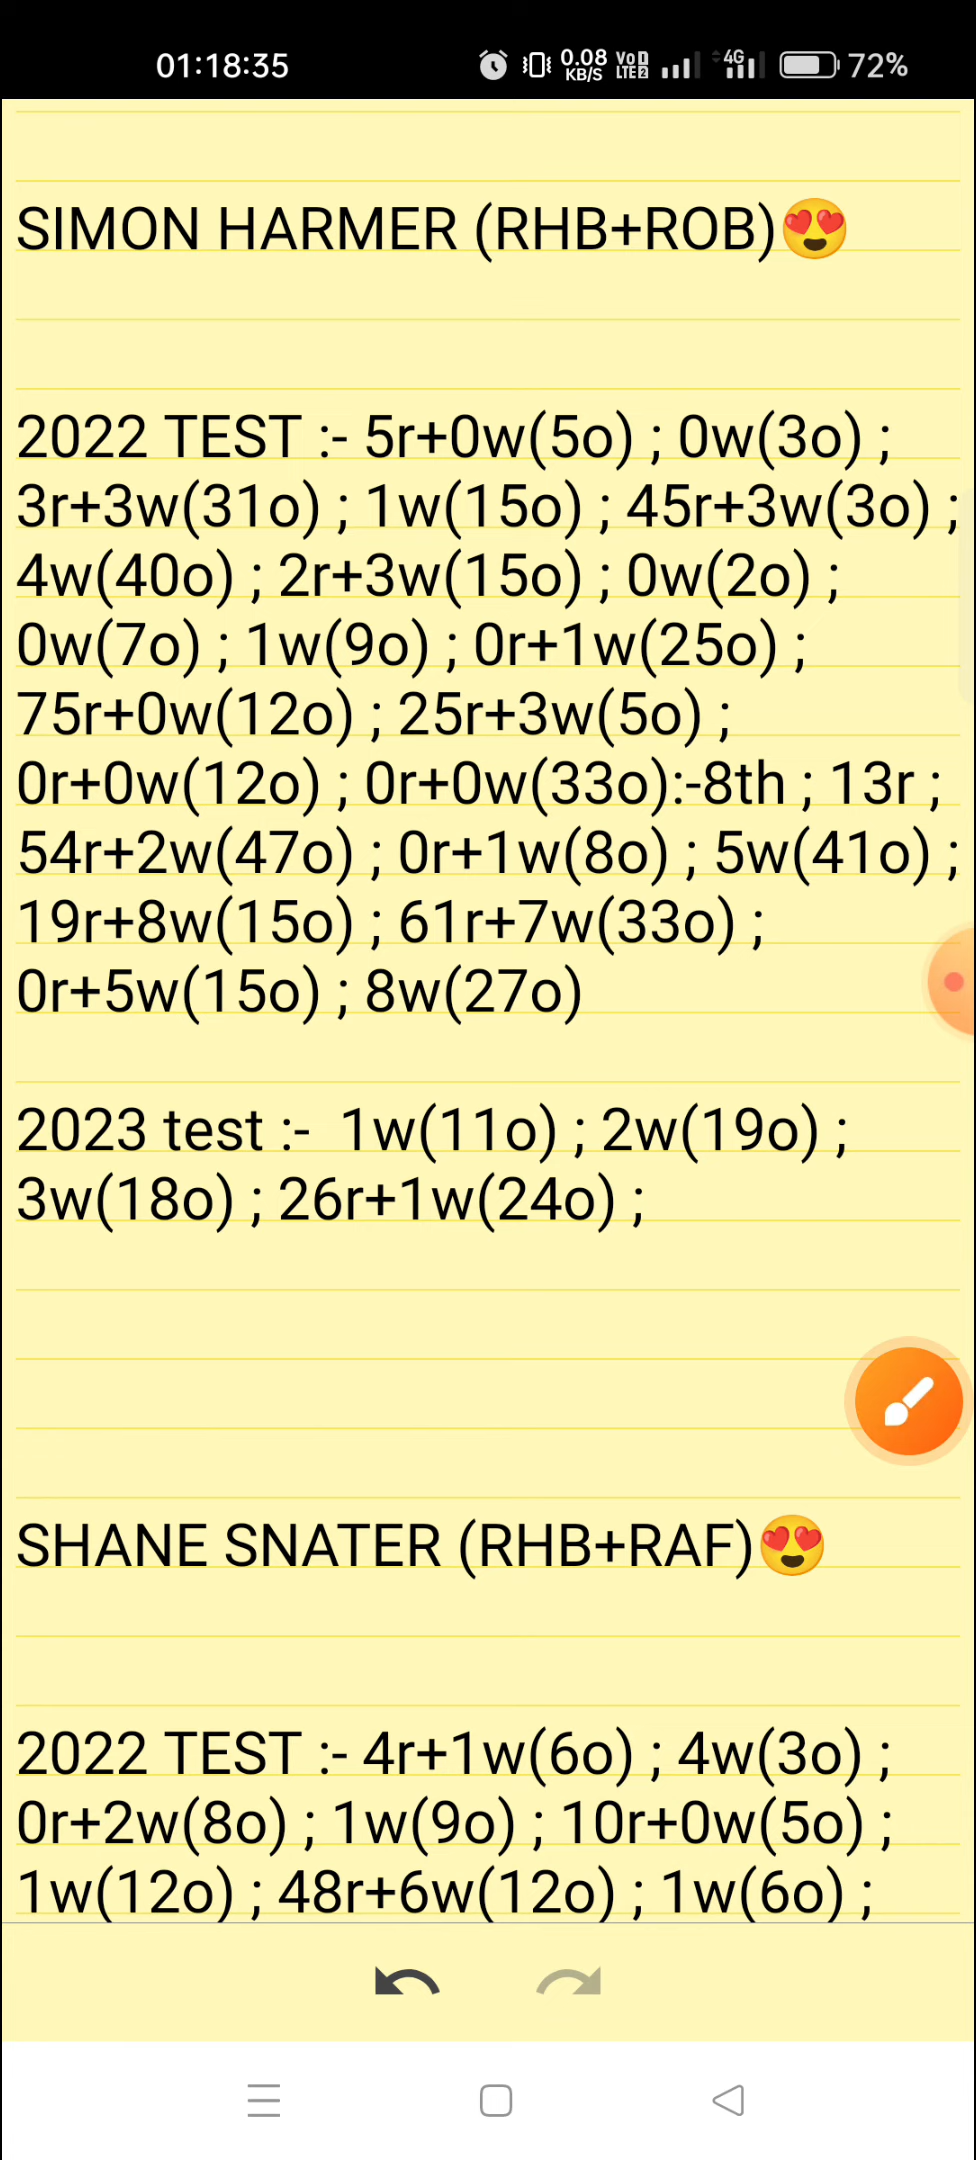 01:18:35 0.08 KB/S VoD LTE2 4G 72%
SIMON HARMER (RHB+ROB)😍
2022 TEST :- 5r+0w(5o) ; 0w(3o) ;
3r+3w(31o) ; 1w(15o) ; 45r+3w(3o) ;
4w(40o) ; 2r+3w(15o) ; 0w(2o) ;
0w(7o) ; 1w(9o) ; 0r+1w(25o) ;
75r+0w(12o) ; 25r+3w(5o) ;
0r+0w(12o) ; 0r+0w(33o):-8th ; 13r ;
54r+2w(47o) ; 0r+1w(8o) ; 5w(41o) ;
19r+8w(15o) ; 61r+7w(33o) ;
0r+5w(15o) ; 8w(27o)
2023 test :-  1w(11o) ; 2w(19o) ;
3w(18o) ; 26r+1w(24o) ;
SHANE SNATER (RHB+RAF)😍
2022 TEST :- 4r+1w(6o) ; 4w(3o) ;
0r+2w(8o) ; 1w(9o) ; 10r+0w(5o) ;
1w(12o) ; 48r+6w(12o) ; 1w(6o) ;